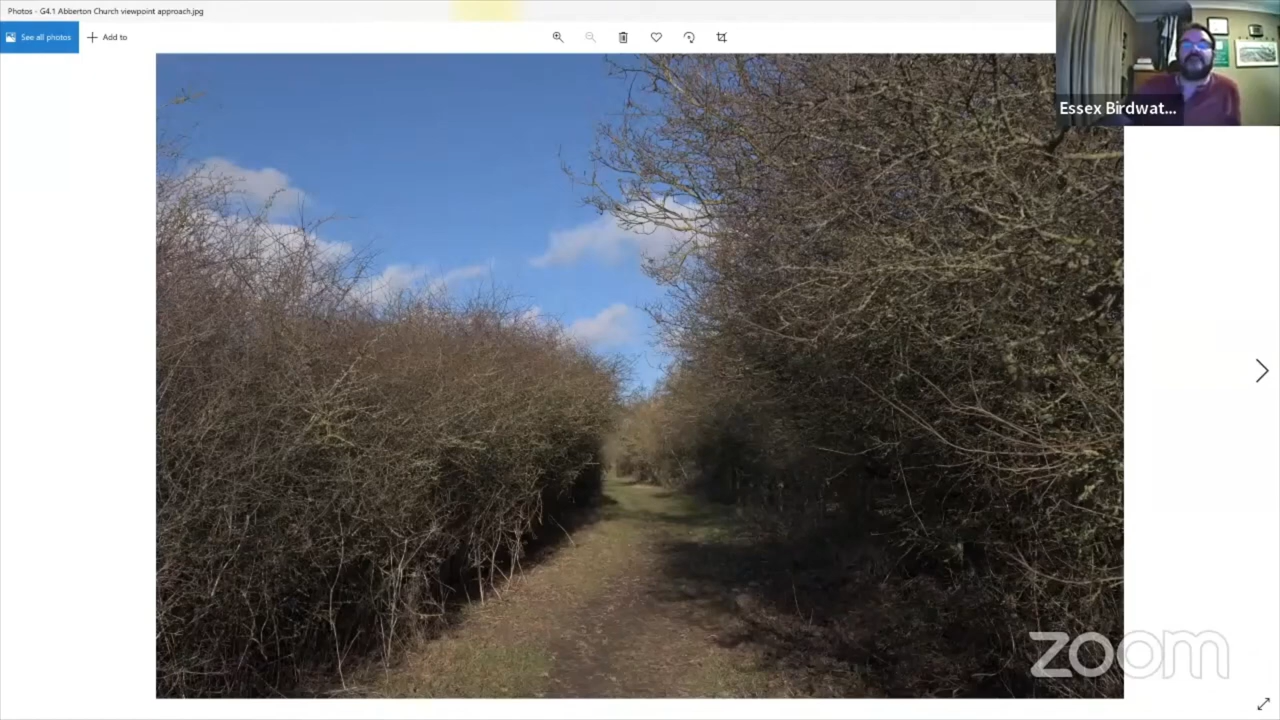 Photos - G4.1 Abberton Church viewpoint approach.jpg
See all photos
Add to
Essex Birdwat...
zoom